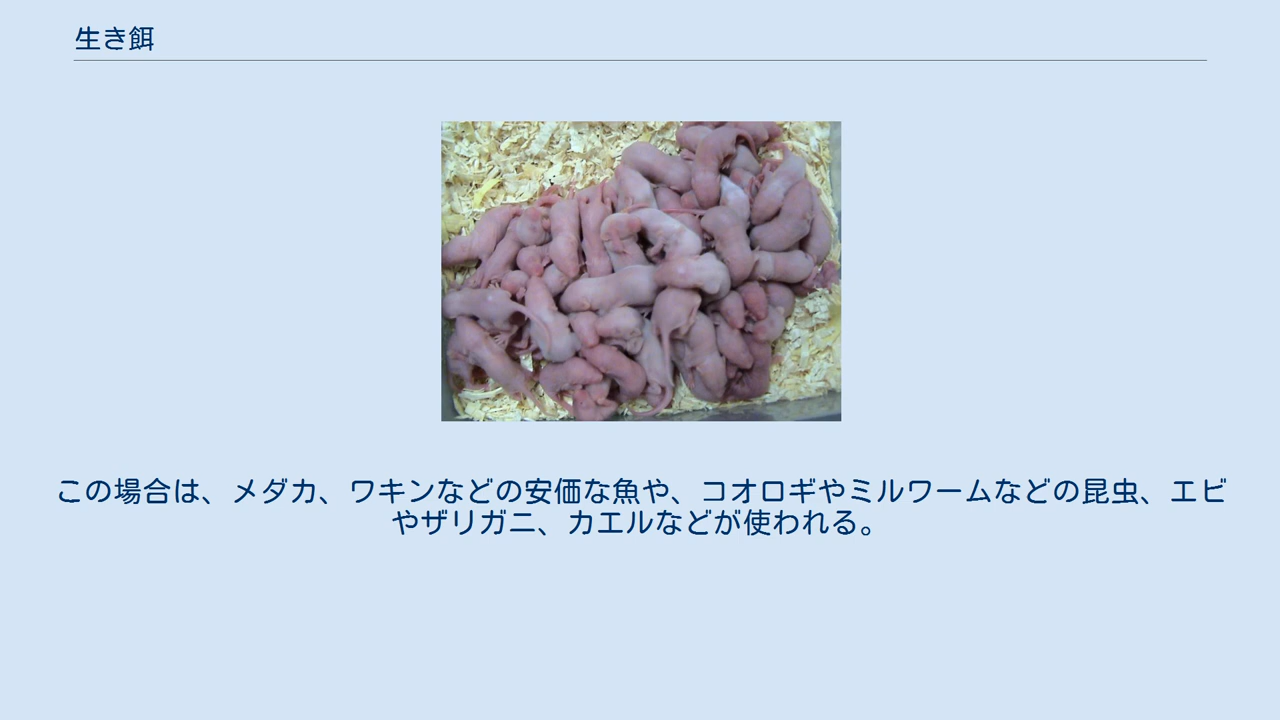 生き餌
この場合は、メダカ、ワキンなどの安価な魚や、コオロギやミルワームなどの昆虫、エビ
やザリガニ、カエルなどが使われる。